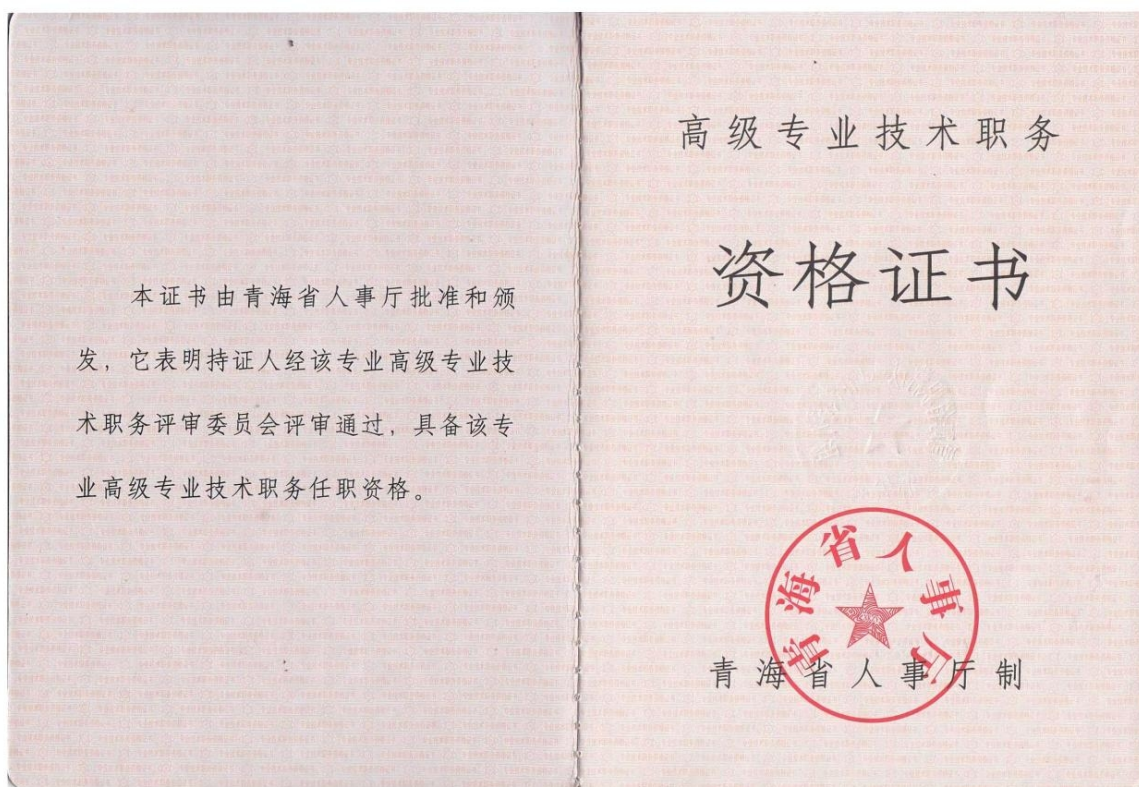 本证书由青海省人事厅批准和颁
发，它表明持证人经该专业高级专业技
术职务评审委员会评审通过，具备该专
业高级专业技术职务任职资格。
高级专业技术职务
资格证书
青海省人事厅
青海省人事厅制